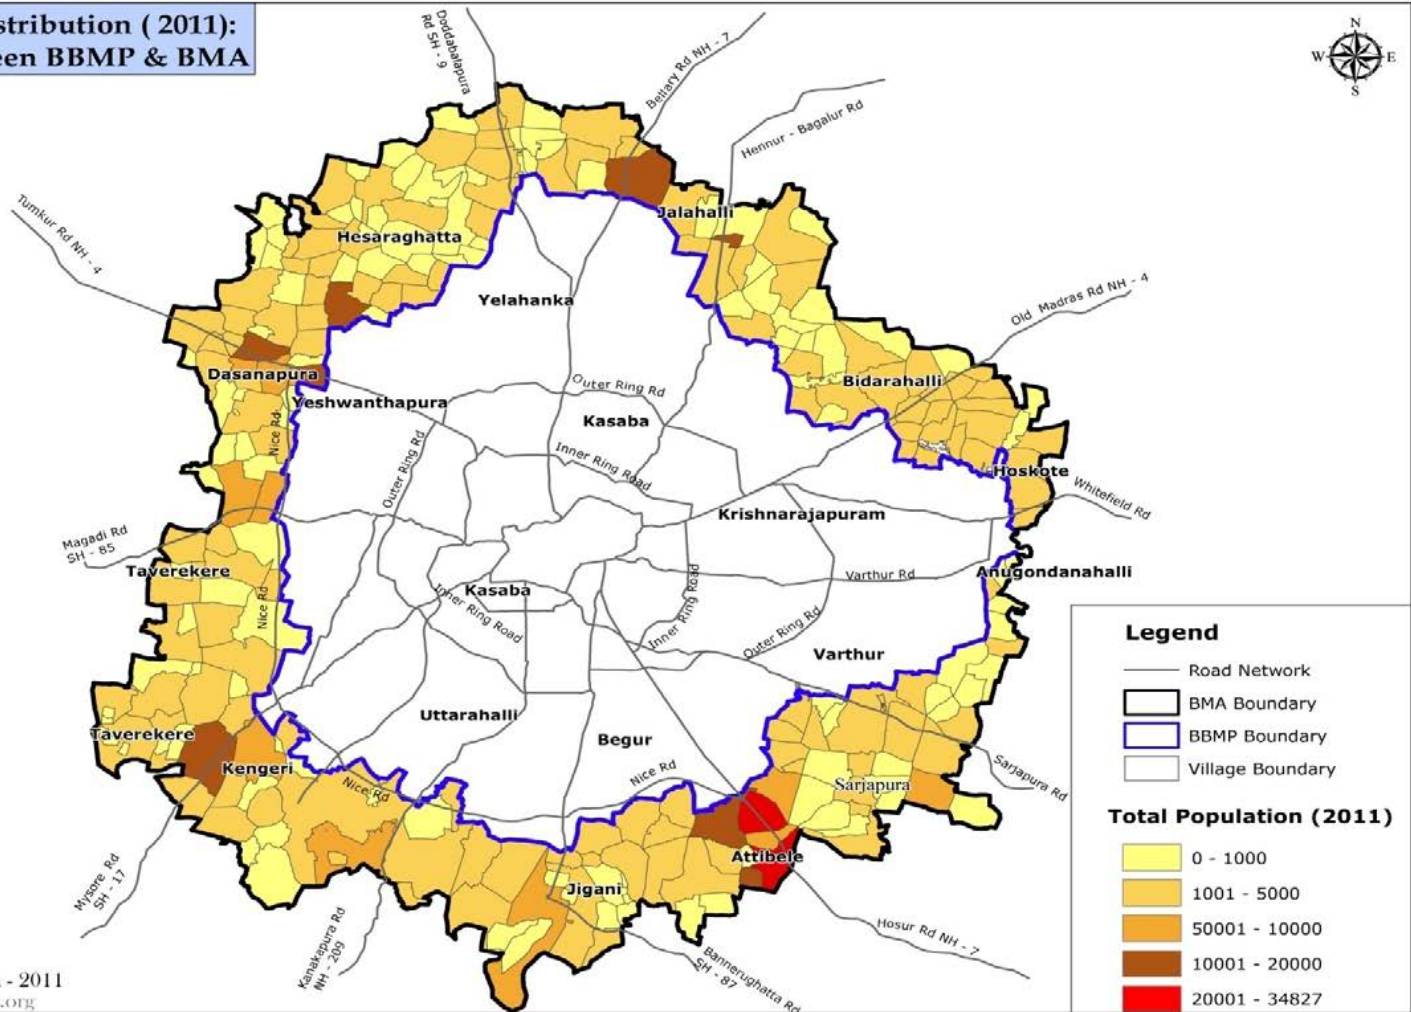 stribution ( 2011):
een BBMP & BMA
N
W E
S
Doddabalapura
Rd SH - 9
Bellary Rd NH - 7
Hennur - Bagalur Rd
Tumkur Rd NH - 4
Jalahalli
Hesaraghatta
Yelahanka
Old Madras Rd NH - 4
Dasanapura
Bidarahalli
Outer Ring Rd
Yeshwanthapura
Kasaba
Nice Rd
Outer Ring Rd
Inner Ring Road
Hoskote
Whitefield Rd
Krishnarajapuram
Magadi Rd
SH - 85
Taverekere
Anugondanahalli
Varthur Rd
Kasaba
Nice Rd
Inner Ring Road
Inner Ring Road
Outer Ring Rd
Varthur
Uttarahalli
Taverekere
Begur
Kengeri
Nice Rd
Nice Rd
Sarjapura
Sarjapura Rd
Attibele
Jigani
Mysore Rd
SH - 17
Kanakapura Rd
NH - 209
Bannerughatta Rd
SH - 87
Hosur Rd NH - 7
Legend
Road Network
BMA Boundary
BBMP Boundary
Village Boundary
Total Population (2011)
0 - 1000
1001 - 5000
50001 - 10000
10001 - 20000
20001 - 34827
- 2011
.org